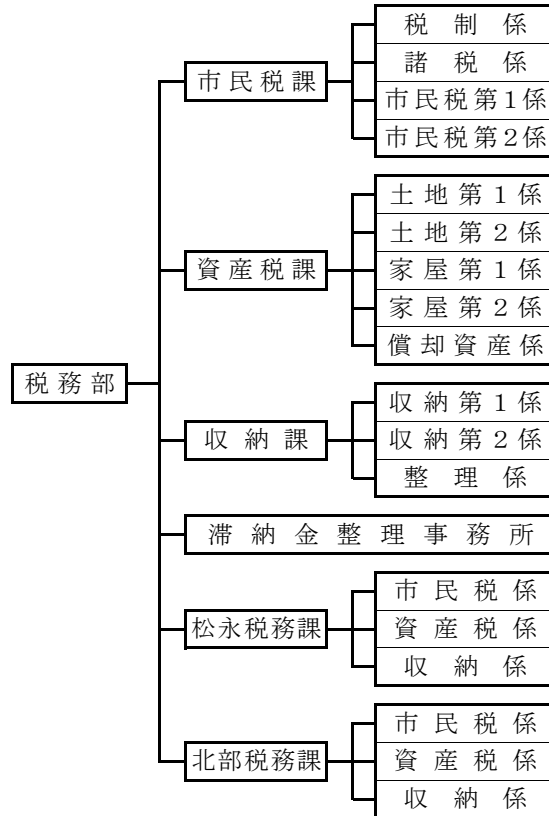 税務部
市民税課
税制係
諸税係
市民税第1係
市民税第2係
資産税課
土地第1係
土地第2係
家屋第1係
家屋第2係
償却資産係
収納課
収納第1係
収納第2係
整理係
滞納金整理事務所
松永税務課
市民税係
資産税係
収納係
北部税務課
市民税係
資産税係
収納係